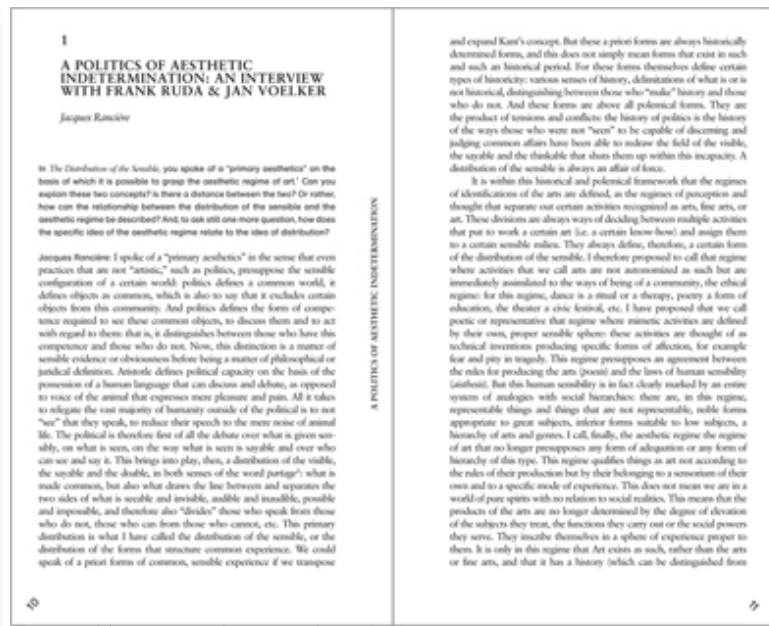 1
A POLITICS OF AESTHETIC
INDETERMINATION: AN INTERVIEW
WITH FRANK RUDA & JAN VOELKER
Jacques Rancière
In The Distribution of the Sensible, you spoke of a "primary aesthetics" on the
basis of which it is possible to grasp the aesthetic regime of art.¹ Can you
explain these two concepts? Is there a distance between the two? Or rather,
how can the relationship between the distribution of the sensible and the
aesthetic regime be described? And, to ask still one more question, how does
the specific idea of the aesthetic regime relate to the idea of distribution?
Jacques Rancière: I spoke of a "primary aesthetics" in the sense that even
practices that are not "artistic," such as politics, presuppose the sensible
configuration of a certain world: politics defines a common world, it
defines objects as common, which is also to say that it excludes certain
objects from this community. And politics defines the form of compe-
tence required to see these common objects, to discuss them and to act
with regard to them: that is, it distinguishes between those who have this
competence and those who do not. Now, this distinction is a matter of
sensible evidence or obviousness before being a matter of philosophical or
juridical definition. Aristotle defines political capacity on the basis of the
possession of a human language that can discuss and debate, as opposed
to voice of the animal that expresses mere pleasure and pain. All it takes
to relegate the vast majority of humanity outside of the political is to not
"see" that they speak, to reduce their speech to the mere noise of animal
life. The political is therefore first of all the debate over what is given sen-
sibly, on what is seen, on the way what is seen is sayable and over who
can see and say it. This brings into play, then, a distribution of the visible,
the sayable and the double, in both senses of the word partage²: what is
made common, but also what draws the line between and separates the
two sides of what is seeable and invisible, audible and inaudible, possible
and impossible, and therefore also "divides" those who speak from those
who do not, those who can from those who cannot, etc. This primary
distribution is what I have called the distribution of the sensible, or the
distribution of the forms that structure common experience. We could
speak of a priori forms of common, sensible experience if we transpose
10
A POLITICS OF AESTHETIC INDETERMINATION
and expand Kant's concept. But these a priori forms are always historically
determined forms, and this does not simply mean forms that exist in such
and such an historical period. For these forms themselves define certain
types of historicity: various senses of history, delimitations of what is or is
not historical, distinguishing between those who "make" history and those
who do not. And these forms are above all polemical forms. They are
the product of tensions and conflicts: the history of politics is the history
of the ways those who were not "seen" to be capable of discerning and
judging common affairs have been able to redraw the field of the visible,
the sayable and the thinkable that shuts them up within this incapacity. A
distribution of the sensible is always an affair of force.
It is within this historical and polemical framework that the regimes
of identifications of the arts are defined, as the regimes of perception and
thought that separate out certain activities recognized as arts, fine arts, or
art. These divisions are always ways of deciding between multiple activities
that put to work a certain art (i.e. a certain know-how) and assign them
to a certain sensible milieu. They always define, therefore, a certain form
of the distribution of the sensible. I therefore proposed to call that regime
where activities that we call arts are not autonomized as such but are
immediately assimilated to the ways of being of a community, the ethical
regime: for this regime, dance is a ritual or a therapy, poetry a form of
education, the theater a civic festival, etc. I have proposed that we call
poetic or representative that regime where mimetic activities are defined
by their own, proper sensible sphere: these activities are thought of as
technical inventions producing specific forms of affection, for example
fear and pity in tragedy. This regime presupposes an agreement between
the rules for producing the arts (poesis) and the laws of human sensibility
(aisthesis). But this human sensibility is in fact clearly marked by an entire
system of analogies with social hierarchies: there are, in this regime,
representable things and things that are not representable, noble forms
appropriate to great subjects, inferior forms suitable to low subjects, a
hierarchy of arts and genres. I call, finally, the aesthetic regime the regime
of art that no longer presupposes any form of adequation or any form of
hierarchy of this type. This regime qualifies things as art not according to
the rules of their production but by their belonging to a sensorium of their
own and to a specific mode of experience. This does not mean we are in a
world of pure spirits with no relation to social realities. This means that the
products of the arts are no longer determined by the degree of elevation
of the subjects they treat, the functions they carry out or the social powers
they serve. They inscribe themselves in a sphere of experience proper to
them. It is only in this regime that Art exists as such, rather than the arts
or fine arts, and that it has a history (which can be distinguished from
11